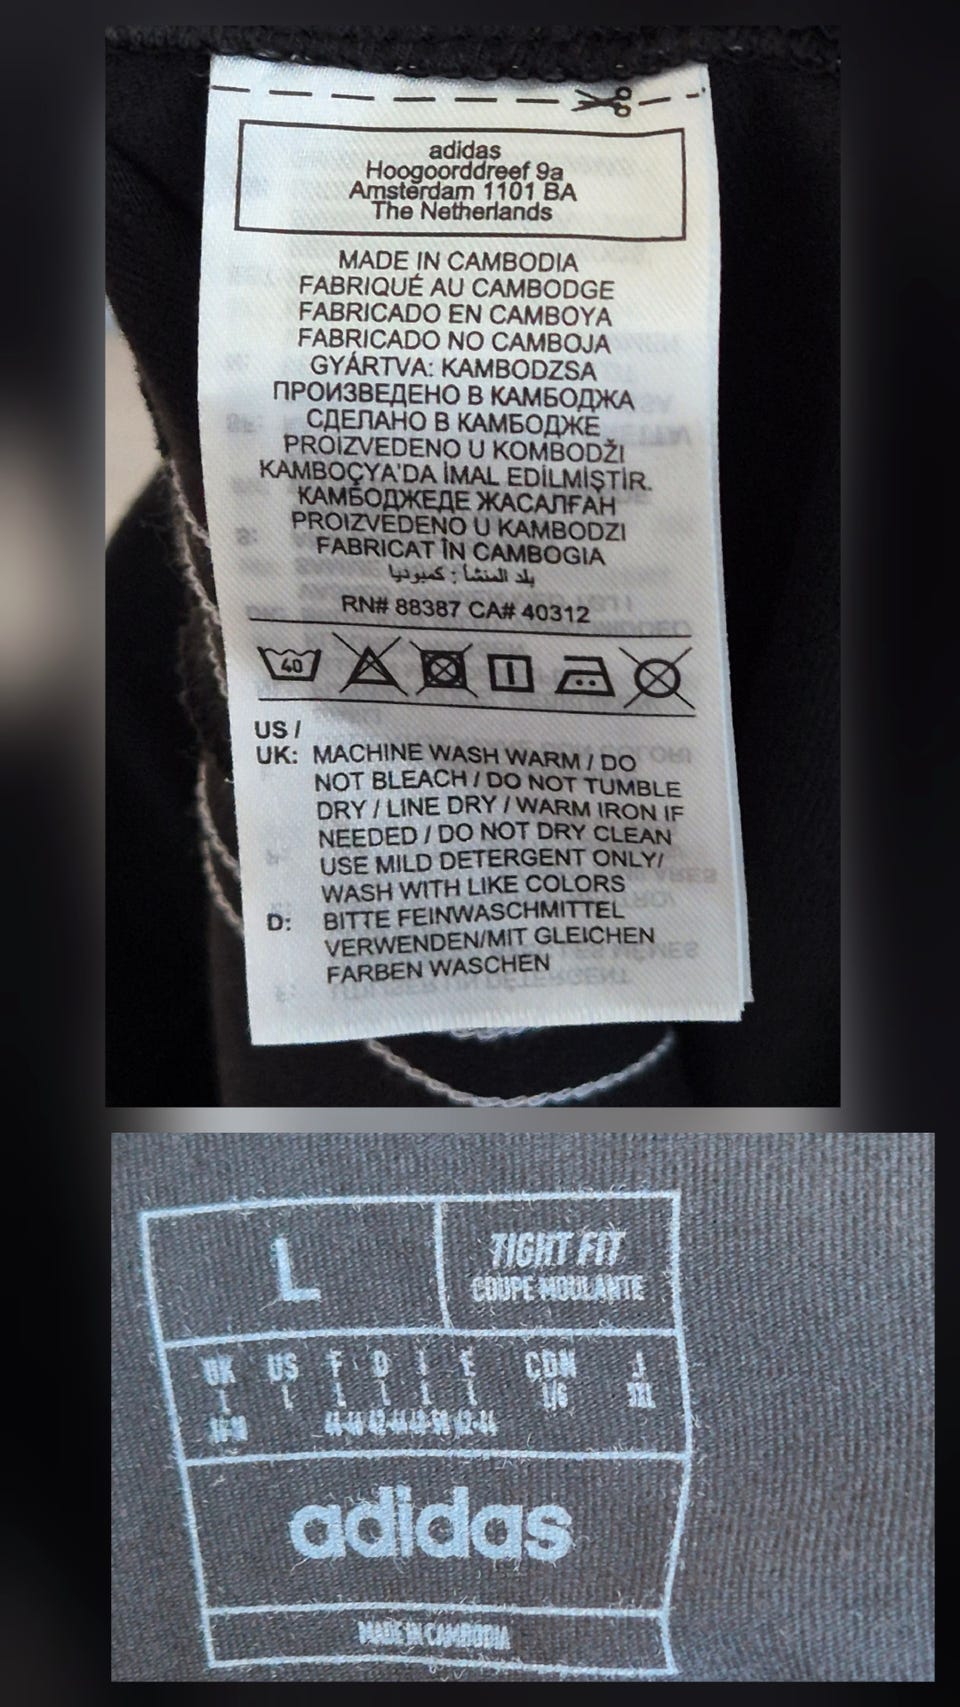 adidas
Hoogoorddreef 9a
Amsterdam 1101 BA
The Netherlands
MADE IN CAMBODIA
FABRIQUÉ AU CAMBODGE
FABRICADO EN CAMBOYA
FABRICADO NO CAMBOJA
GYÁRTVA: KAMBODZSA
ПРОИЗВЕДЕНО В КАМБОДЖА
СДЕЛАНО В КАМБОДЖЕ
PROIZVEDENO U KOMBODŽI
KAMBOÇYA'DA İMAL EDİLMİŞTİR.
КАМБОДЖЕДЕ ЖАСАЛҒАН
PROIZVEDENO U KAMBODZI
FABRICAT ÎN CAMBOGIA
بلد المنشأ : كمبوديا
RN# 88387 CA# 40312
40
US /
UK: MACHINE WASH WARM / DO
NOT BLEACH / DO NOT TUMBLE
DRY / LINE DRY / WARM IRON IF
NEEDED / DO NOT DRY CLEAN
USE MILD DETERGENT ONLY/
WASH WITH LIKE COLORS
D: BITTE FEINWASCHMITTEL
VERWENDEN/MIT GLEICHEN
FARBEN WASCHEN
L
TIGHT FIT
COUPE MOULANTE
UK US F D I E CDN J
L L L L L L L/G
adidas
MADE IN CAMBODIA